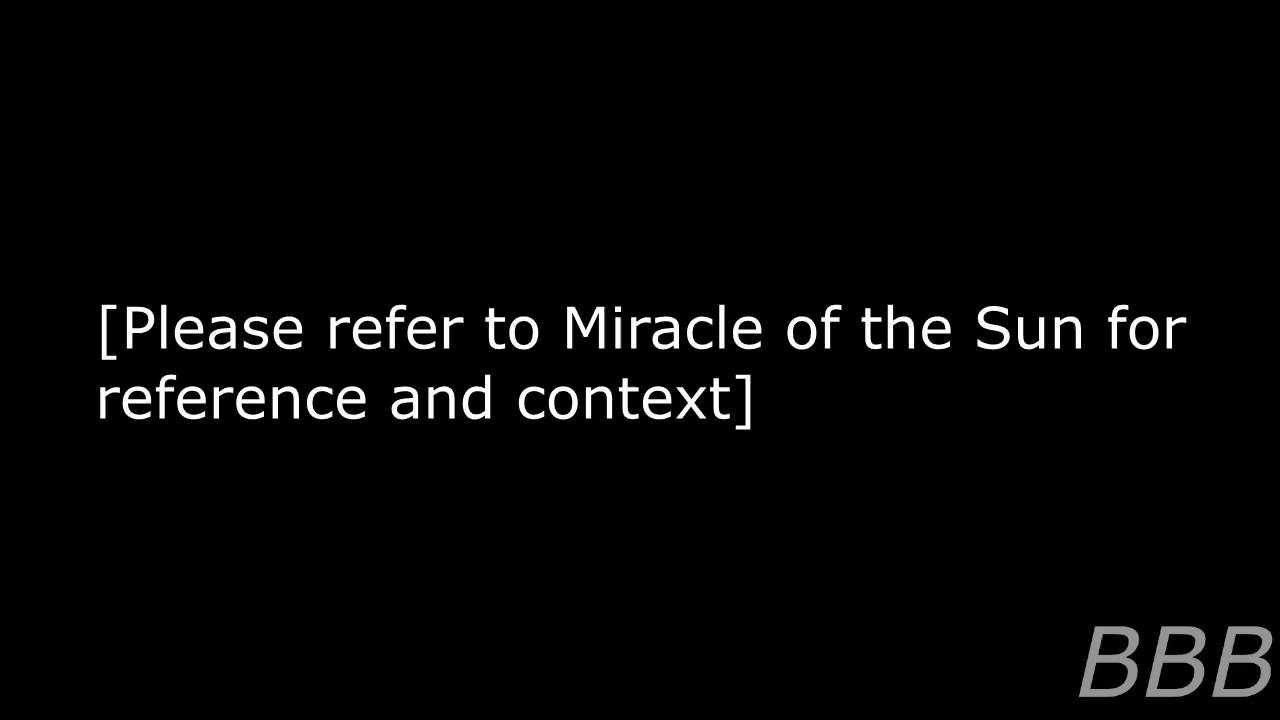 [Please refer to Miracle of the Sun for
reference and context]
BBB